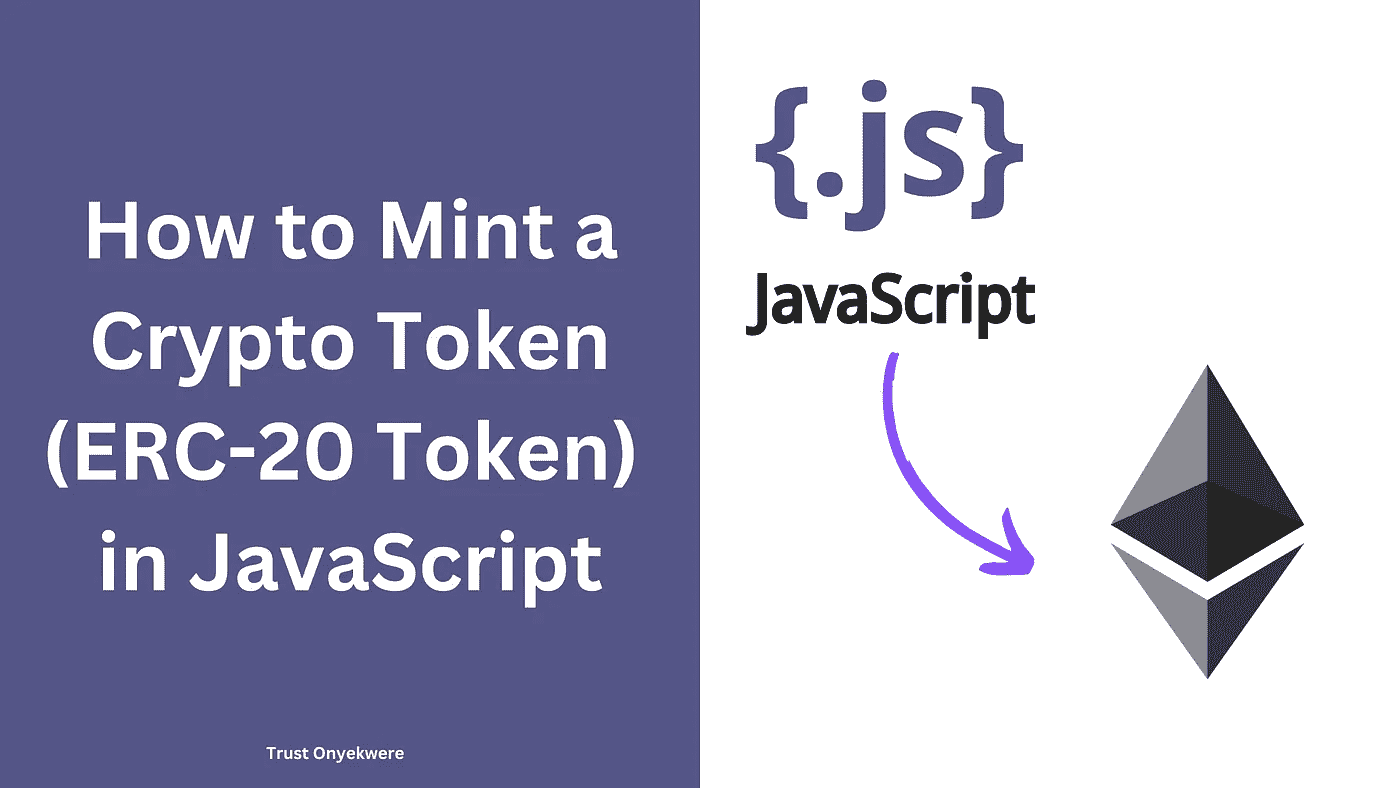 How to Mint a
Crypto Token
(ERC-20 Token)
in JavaScript
Trust Onyekwere
{.js}
JavaScript